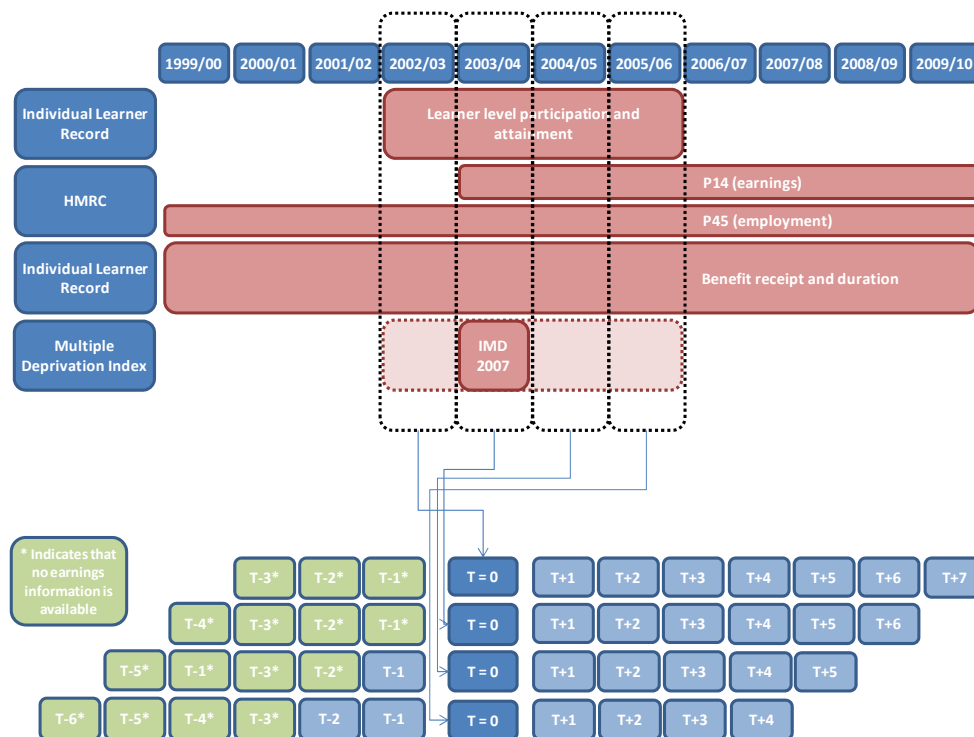 1999/00 2000/01 2001/02 2002/03 2003/04 2004/05 2005/06 2006/07 2007/08 2008/09 2009/10
Individual Learner
Record
Learner level participation and
attainment
HMRC
P14 (earnings)
P45 (employment)
Individual Learner
Record
Benefit receipt and duration
Multiple
Deprivation Index
IMD
2007
* Indicates that
no earnings
information is
available
T-3* T-2* T-1* T = 0 T+1 T+2 T+3 T+4 T+5 T+6 T+7
T-4* T-3* T-2* T-1* T = 0 T+1 T+2 T+3 T+4 T+5 T+6
T-5* T-1* T-3* T-2* T-1 T = 0 T+1 T+2 T+3 T+4 T+5
T-6* T-5* T-4* T-3* T-2 T-1 T = 0 T+1 T+2 T+3 T+4